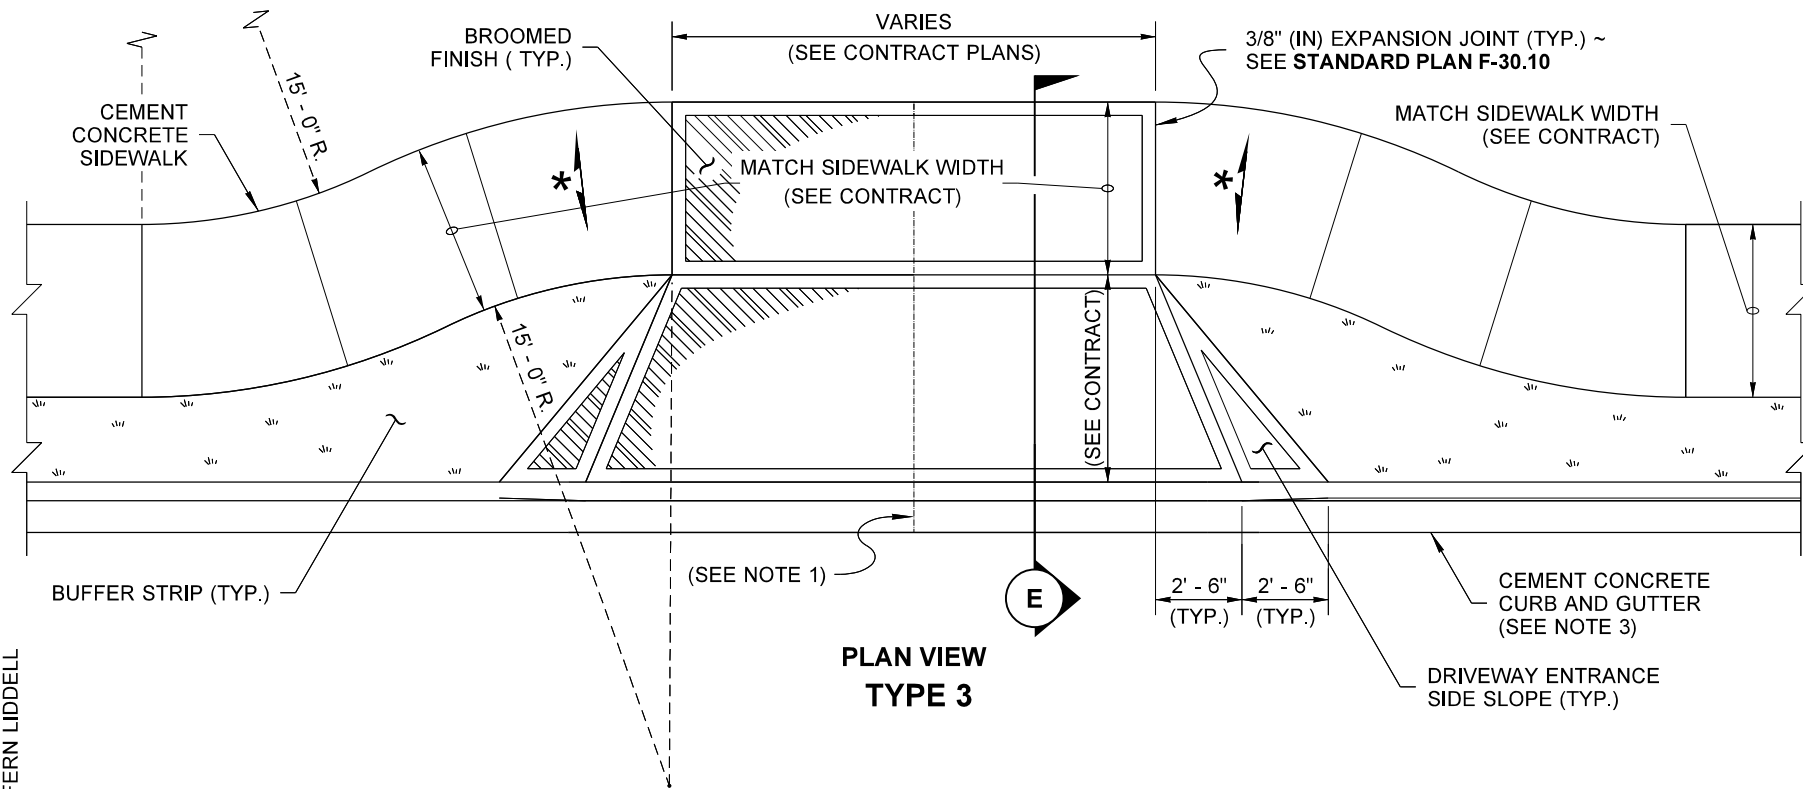 VARIES
(SEE CONTRACT PLANS)
BROOMED
FINISH ( TYP.)
3/8" (IN) EXPANSION JOINT (TYP.) ~
SEE STANDARD PLAN F-30.10
15' - 0" R.
CEMENT
CONCRETE
SIDEWALK
MATCH SIDEWALK WIDTH
(SEE CONTRACT)
*
MATCH SIDEWALK WIDTH
(SEE CONTRACT)
*
15' - 0" R.
(SEE CONTRACT)
BUFFER STRIP (TYP.)
(SEE NOTE 1)
E
2' - 6"
(TYP.)
2' - 6"
(TYP.)
CEMENT CONCRETE
CURB AND GUTTER
(SEE NOTE 3)
DRIVEWAY ENTRANCE
SIDE SLOPE (TYP.)
PLAN VIEW
TYPE 3
FERN LIDDELL